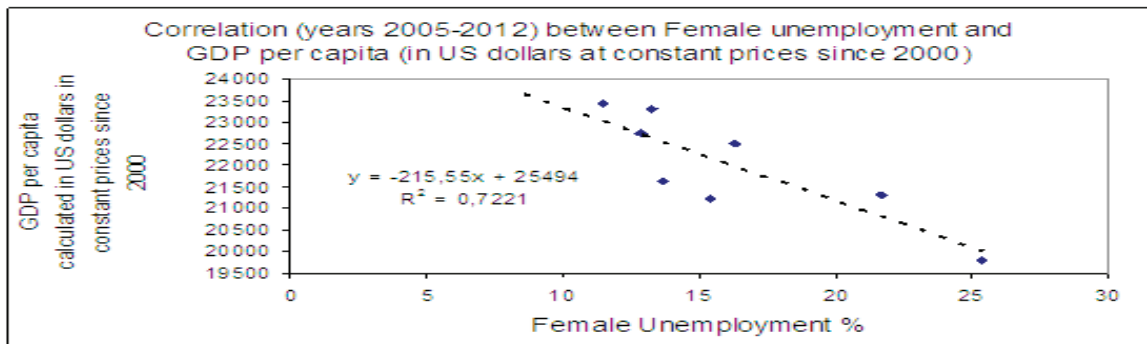 Correlation (years 2005-2012) between Female unemployment and
GDP per capita (in US dollars at constant prices since 2000)
GDP per capita
calculated in US dollars in
constant prices since
2000
24000
23500
23000
22500
22000
21500
21000
20500
20000
19500
y = -215,55x + 25494
R² = 0,7221
0 5 10 15 20 25 30
Female Unemployment %